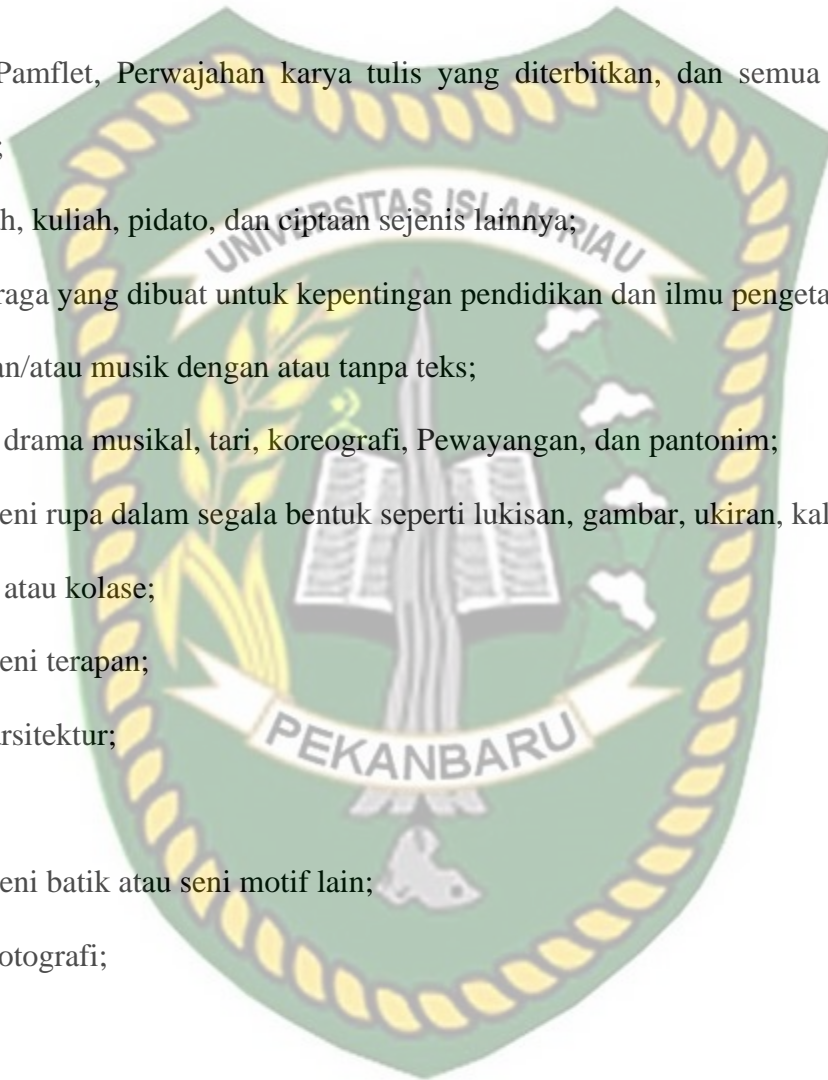 Pamflet, Perwajahan karya tulis yang diterbitkan, dan semua
;
h, kuliah, pidato, dan ciptaan sejenis lainnya;
UNIVERSITAS ISLAM RIAU
raga yang dibuat untuk kepentingan pendidikan dan ilmu pengeta
an/atau musik dengan atau tanpa teks;
drama musikal, tari, koreografi, Pewayangan, dan pantonim;
eni rupa dalam segala bentuk seperti lukisan, gambar, ukiran, kal
atau kolase;
eni terapan;
rsitektur;
PEKANBARU
eni batik atau seni motif lain;
otografi;